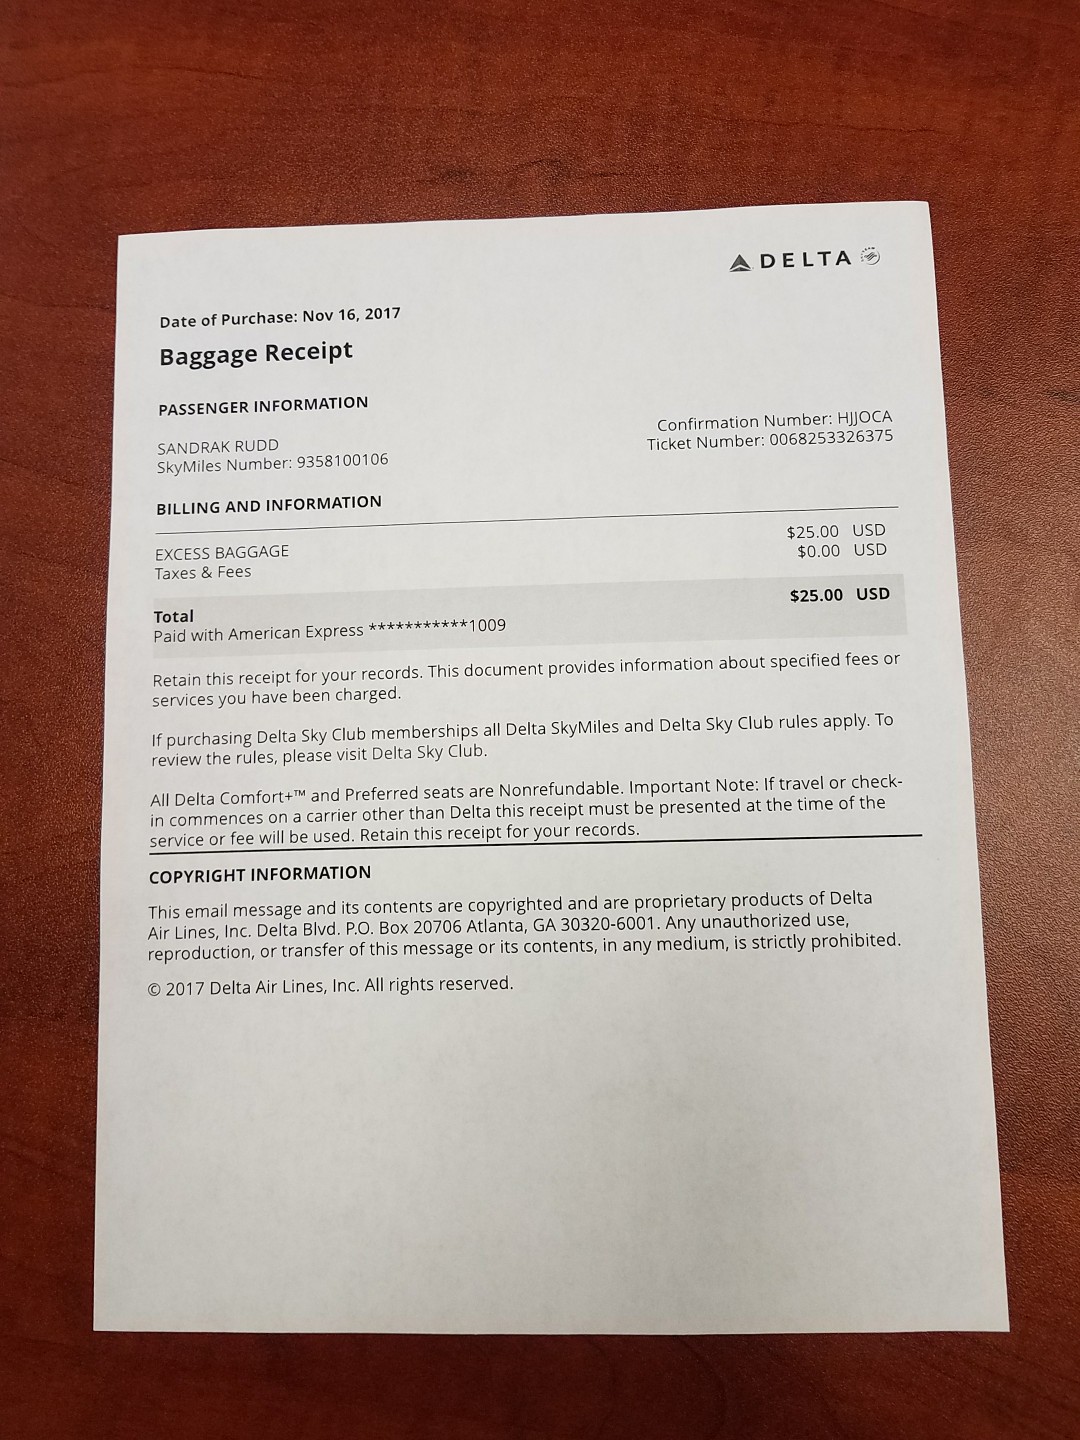 DELTA
Date of Purchase: Nov 16, 2017
Baggage Receipt
PASSENGER INFORMATION
SANDRAK RUDD
SkyMiles Number: 9358100106
Confirmation Number: HJJOCA
Ticket Number: 0068253326375
BILLING AND INFORMATION
EXCESS BAGGAGE $25.00 USD
Taxes & Fees $0.00 USD
Total $25.00 USD
Paid with American Express ***********1009
Retain this receipt for your records. This document provides information about specified fees or
services you have been charged.
If purchasing Delta Sky Club memberships all Delta SkyMiles and Delta Sky Club rules apply. To
review the rules, please visit Delta Sky Club.
All Delta Comfort+™ and Preferred seats are Nonrefundable. Important Note: If travel or check-
in commences on a carrier other than Delta this receipt must be presented at the time of the
service or fee will be used. Retain this receipt for your records.
COPYRIGHT INFORMATION
This email message and its contents are copyrighted and are proprietary products of Delta
Air Lines, Inc. Delta Blvd. P.O. Box 20706 Atlanta, GA 30320-6001. Any unauthorized use,
reproduction, or transfer of this message or its contents, in any medium, is strictly prohibited.
© 2017 Delta Air Lines, Inc. All rights reserved.